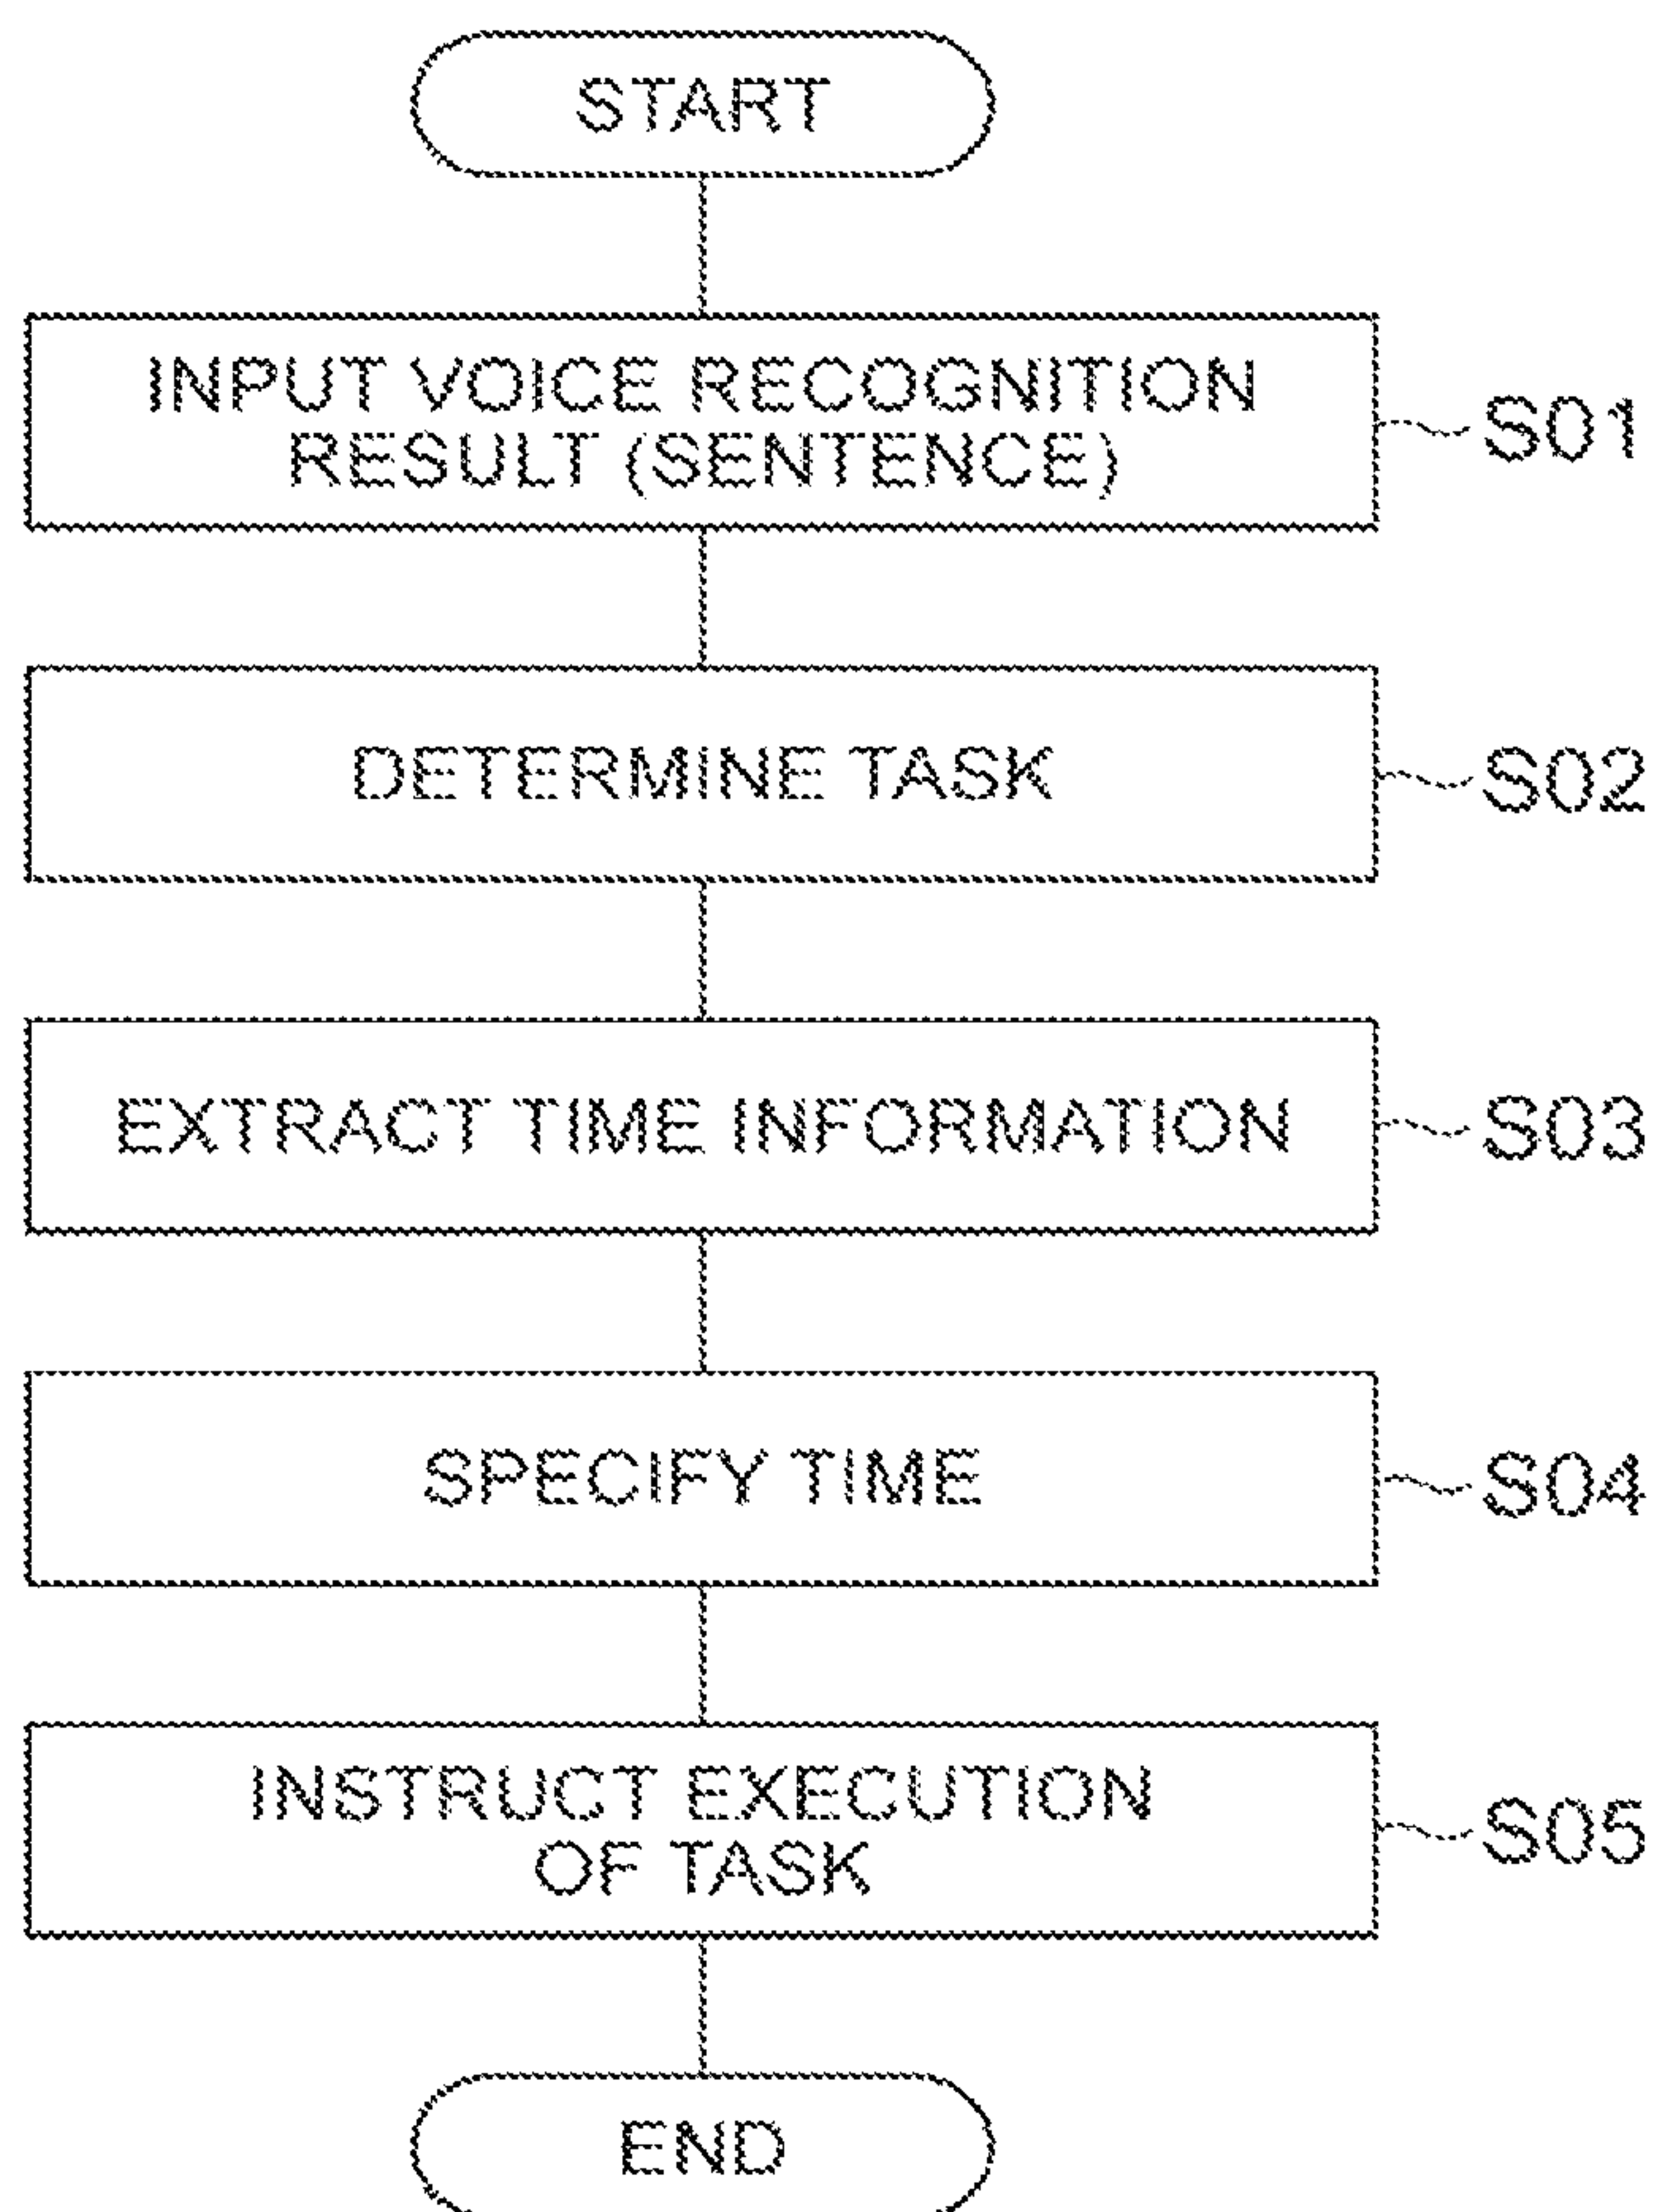 START
INPUT VOICE RECOGNITION
RESULT (SENTENCE)
S01
DETERMINE TASK
S02
EXTRACT TIME INFORMATION
S03
SPECIFY TIME
S04
INSTRUCT EXECUTION
OF TASK
S05
END